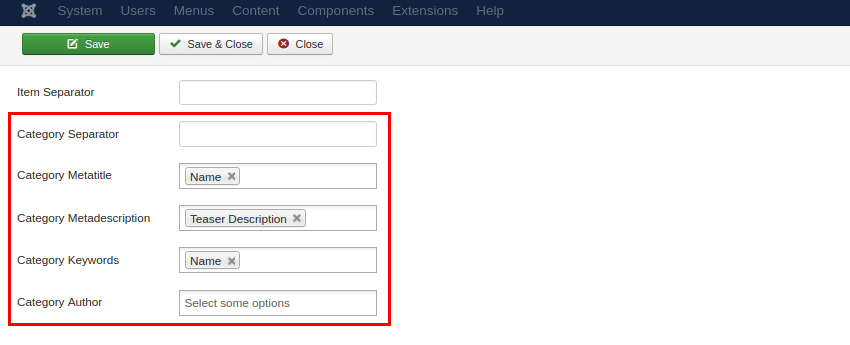 System Users Menus Content Components Extensions Help
Save Save & Close Close
Item Separator
Category Separator
Category Metatitle Name
Category Metadescription Teaser Description
Category Keywords Name
Category Author Select some options